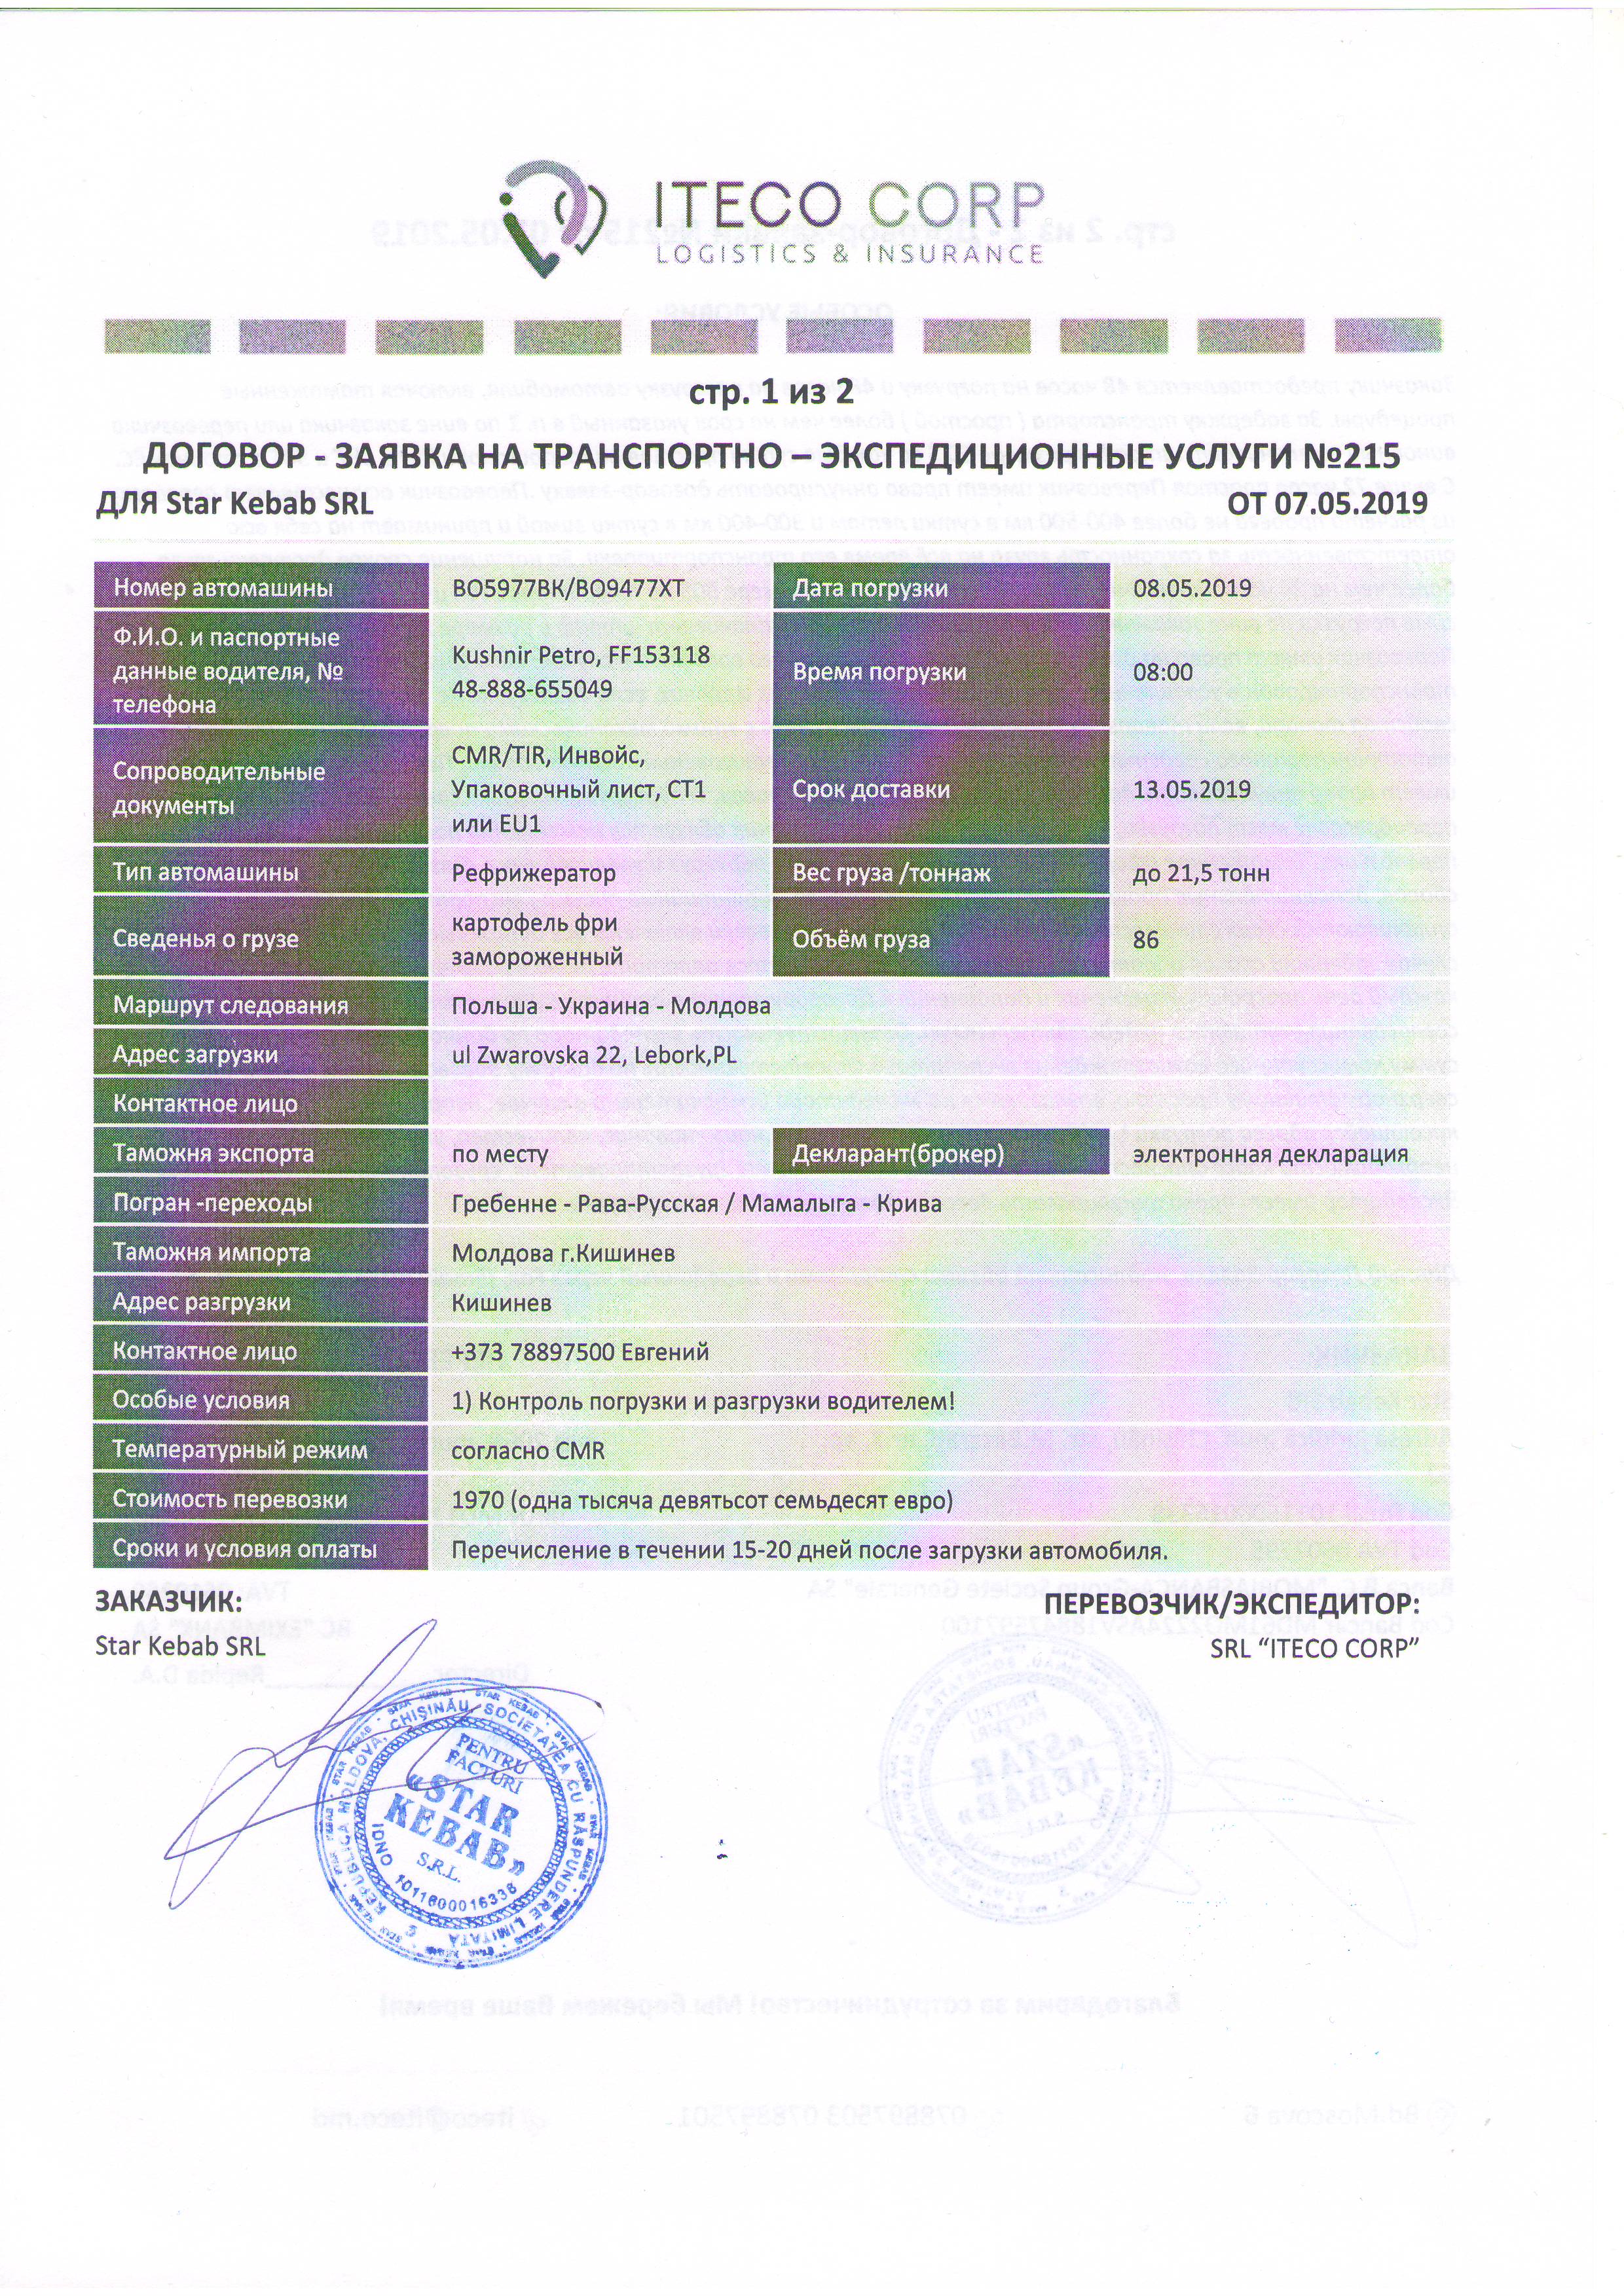 ITECO CORP
LOGISTICS & INSURANCE
стр. 1 из 2
ДОГОВОР - ЗАЯВКА НА ТРАНСПОРТНО – ЭКСПЕДИЦИОННЫЕ УСЛУГИ №215
ДЛЯ Star Kebab SRL ОТ 07.05.2019
Номер автомашины BO5977BK/BO9477XT Дата погрузки 08.05.2019
Ф.И.О. и паспортные
данные водителя, №
телефона
Kushnir Petro, FF153118
48-888-655049
Время погрузки 08:00
Сопроводительные
документы
CMR/TIR, Инвойс,
Упаковочный лист, СТ1
или EU1
Срок доставки 13.05.2019
Тип автомашины Рефрижератор Вес груза /тоннаж до 21,5 тонн
Сведенья о грузе
картофель фри
замороженный
Объём груза 86
Маршрут следования Польша - Украина - Молдова
Адрес загрузки ul Zwarovska 22, Lebork,PL
Контактное лицо
Таможня экспорта по месту Декларант(брокер) электронная декларация
Погран -переходы Гребенне - Рава-Русская / Мамалыга - Крива
Таможня импорта Молдова г.Кишинев
Адрес разгрузки Кишинев
Контактное лицо +373 78897500 Евгений
Особые условия 1) Контроль погрузки и разгрузки водителем!
Температурный режим согласно CMR
Стоимость перевозки 1970 (одна тысяча девятьсот семьдесят евро)
Сроки и условия оплаты Перечисление в течении 15-20 дней после загрузки автомобиля.
ЗАКАЗЧИК: ПЕРЕВОЗЧИК/ЭКСПЕДИТОР:
Star Kebab SRL SRL “ITECO CORP”
REPUBLICA MOLDOVA, CHIŞINĂU, SOCIETATEA CU RĂSPUNDERE LIMITATĂ
PENTRU
FACTURI
«STAR
KEBAB»
S.R.L.
IDNO 1011600016336